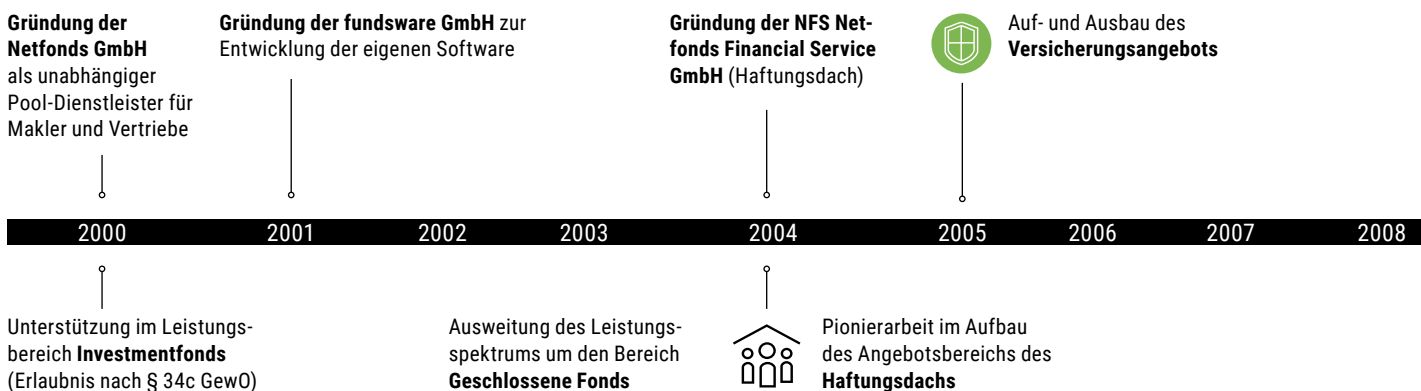 Gründung der
Netfonds GmbH
als unabhängiger
Pool-Dienstleister für
Makler und Vertriebe
Gründung der fundsware GmbH zur
Entwicklung der eigenen Software
Gründung der NFS Net-
fonds Financial Service
GmbH (Haftungsdach)
Auf- und Ausbau des
Versicherungsangebots
2000 2001 2002 2003 2004 2005 2006 2007 2008
Unterstützung im Leistungs-
bereich Investmentfonds
(Erlaubnis nach § 34c GewO)
Ausweitung des Leistungs-
spektrums um den Bereich
Geschlossene Fonds
Pionierarbeit im Aufbau
des Angebotsbereichs des
Haftungsdachs